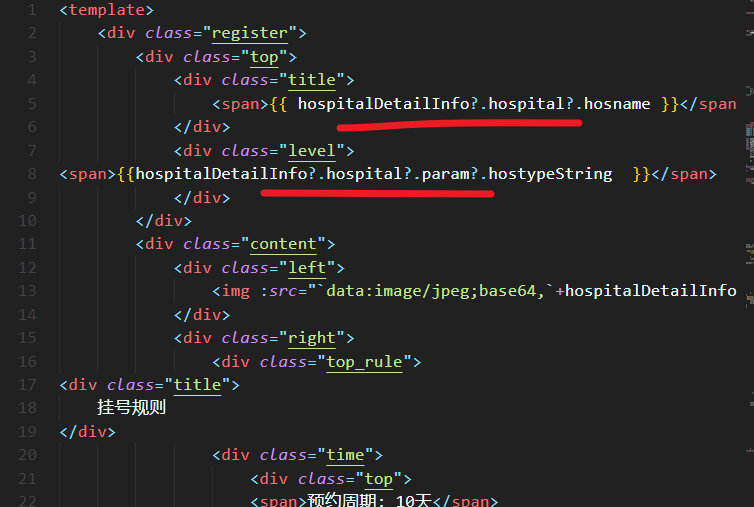 1 <template>
2 <div class="register">
3 <div class="top">
4 <div class="title">
5 <span>{{ hospitalDetailInfo?.hospital?.hosname }}</span
6 </div>
7 <div class="level">
8 <span>{{hospitalDetailInfo?.hospital?.param?.hostypeString  }}</span>
9 </div>
10 </div>
11 <div class="content">
12 <div class="left">
13 <img :src="`data:image/jpeg;base64,`+hospitalDetailInfo
14 </div>
15 <div class="right">
16 <div class="top_rule">
17 <div class="title">
18 挂号规则
19 </div>
20 <div class="time">
21 <div class="top">
22 <span>预约周期: 10天</span>